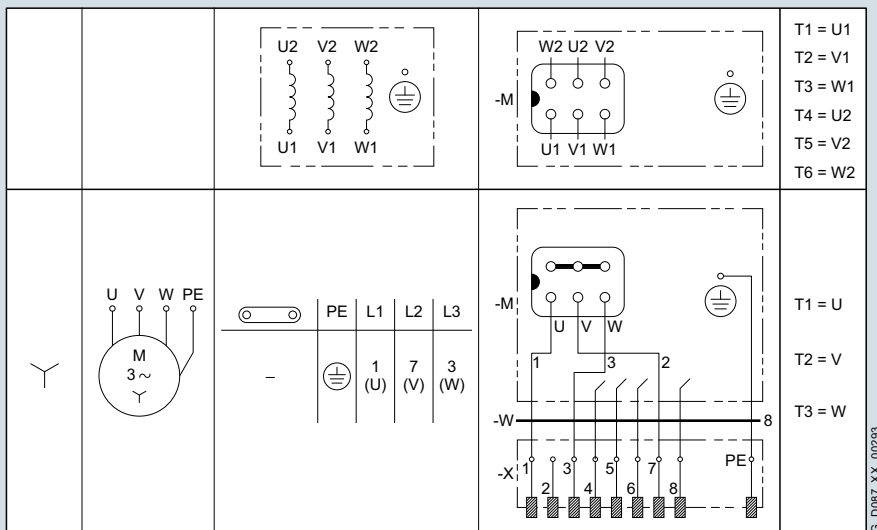 U2 V2 W2
U1 V1 W1
W2 U2 V2
-M
U1 V1 W1
T1 = U1
T2 = V1
T3 = W1
T4 = U2
T5 = V2
T6 = W2
U V W PE
M
3 ~
PE L1 L2 L3
– 1 7 3
(U) (V) (W)
-M
U V W
1 3 2
-W 8
-X 1 3 5 7 PE
2 4 6 8
T1 = U
T2 = V
T3 = W